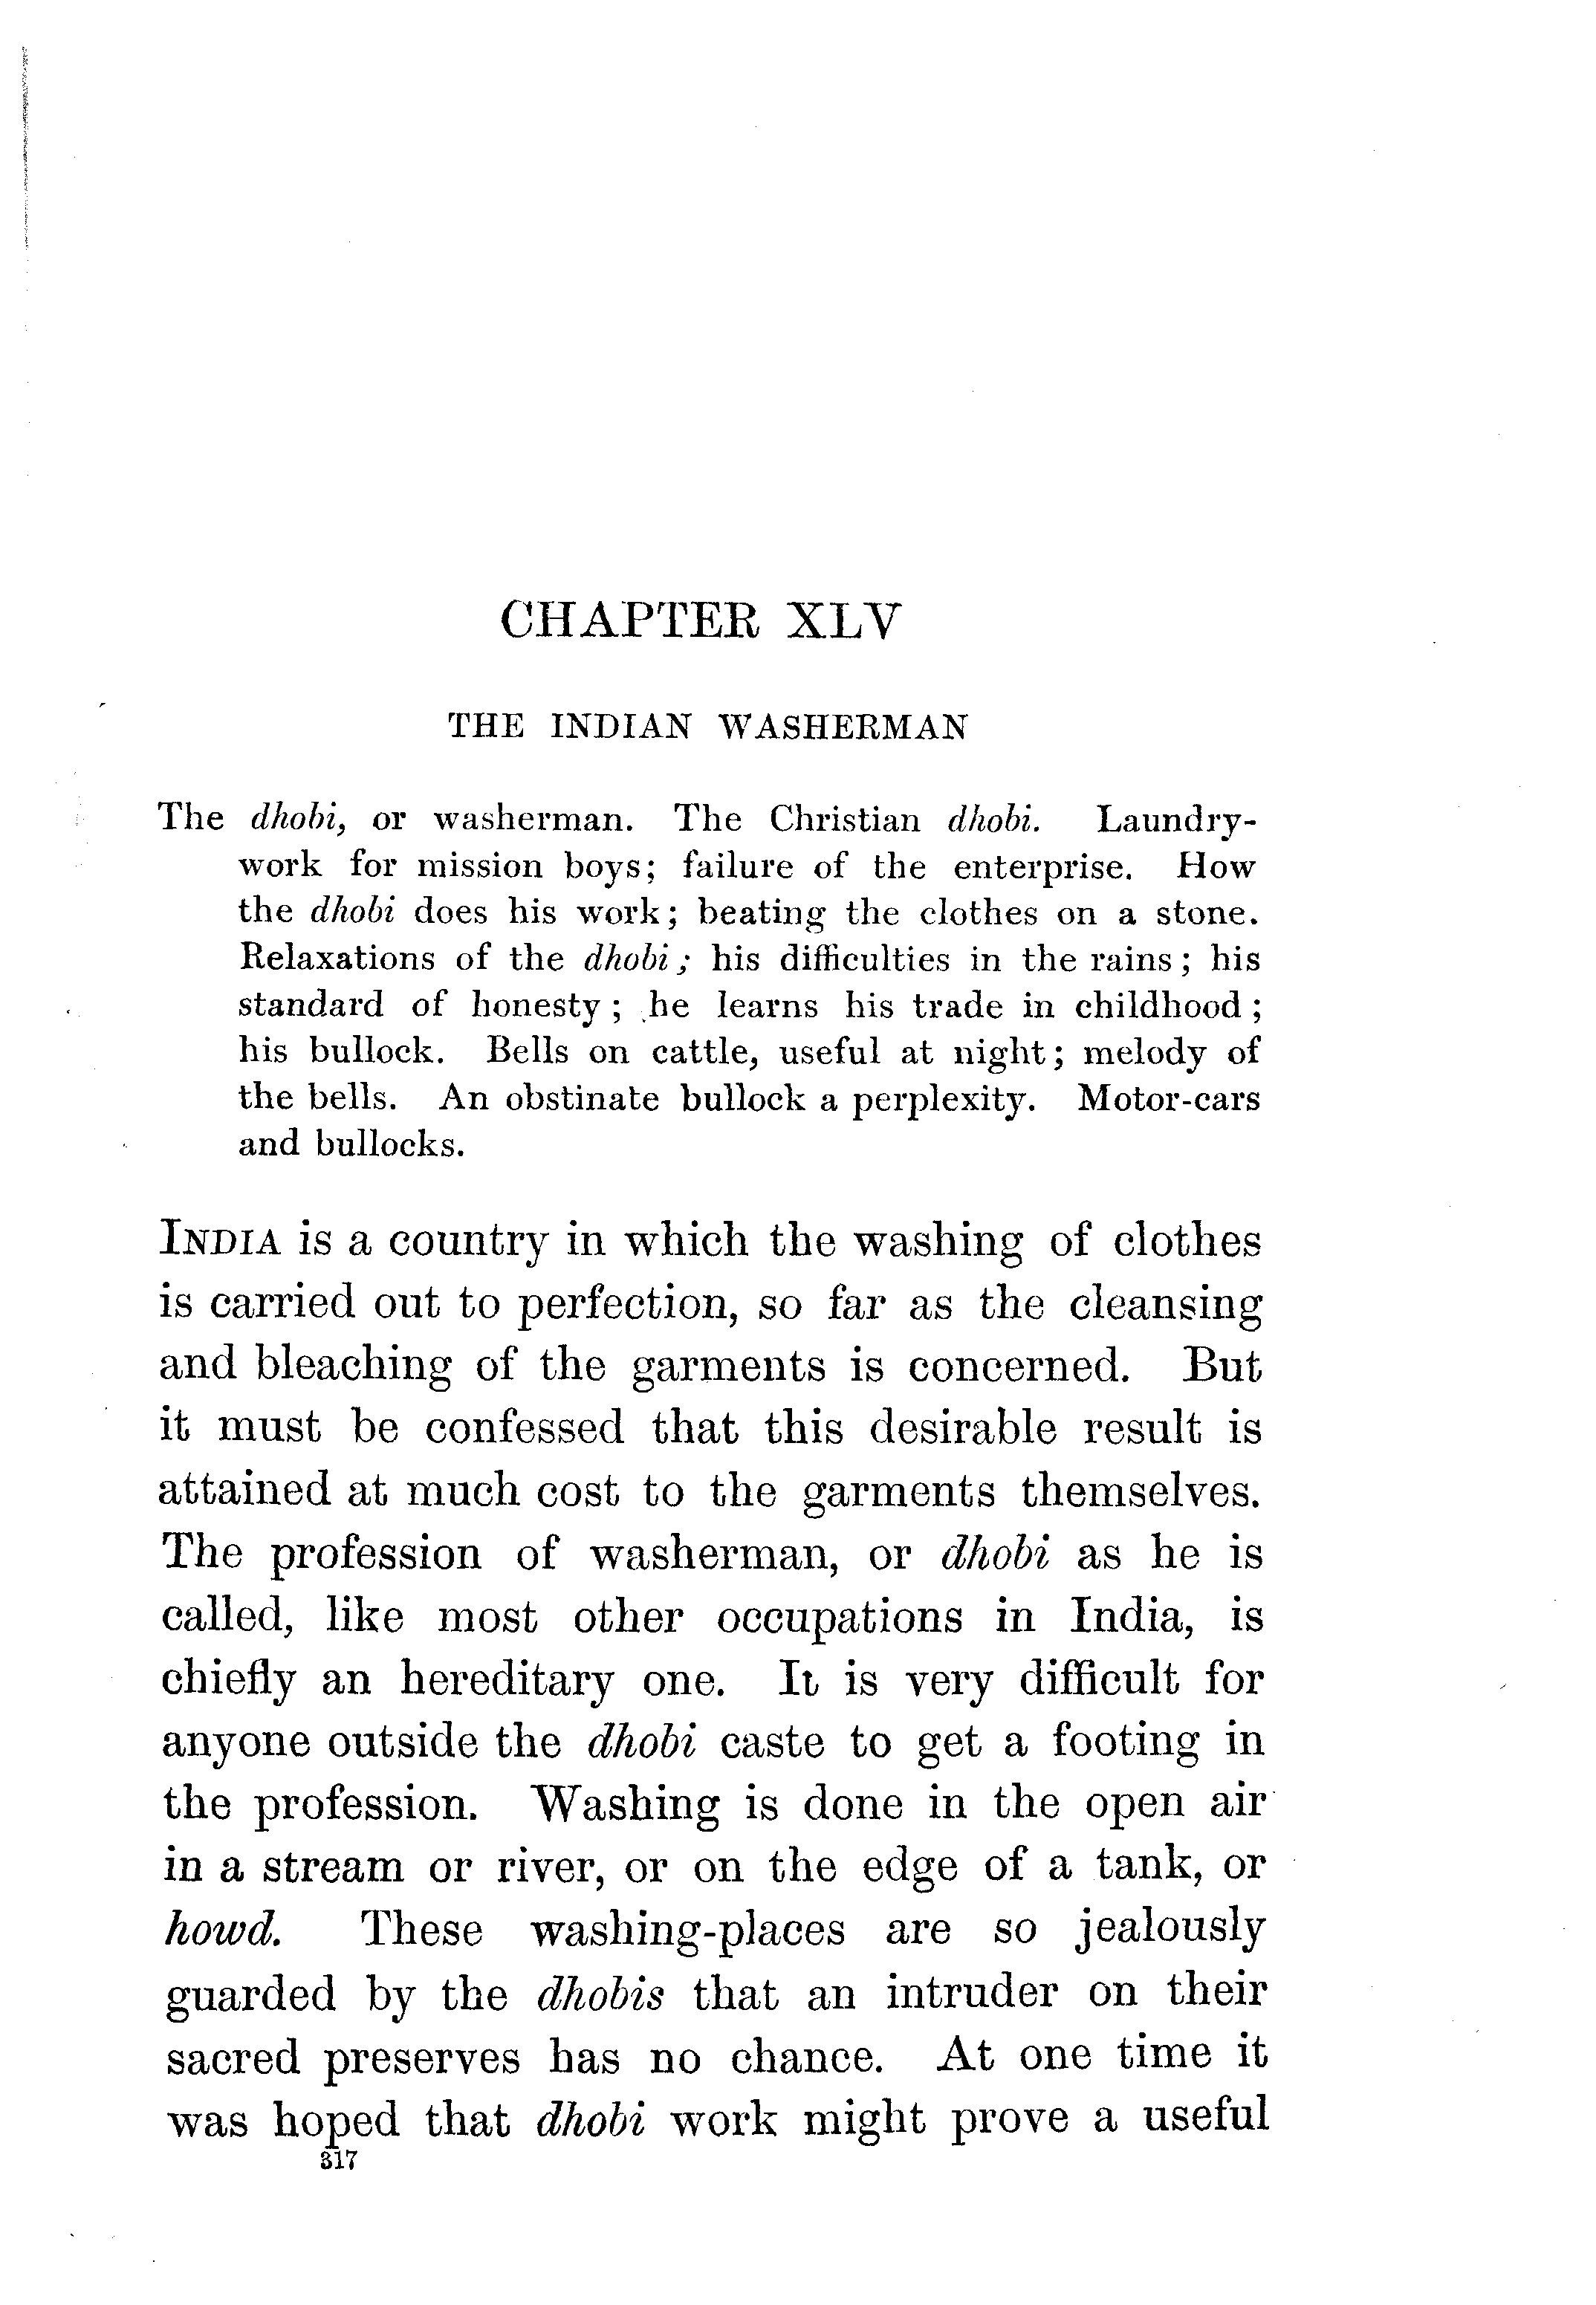 CHAPTER XLV
THE INDIAN WASHERMAN
The dhobi, or washerman. The Christian dhobi. Laundry-
work for mission boys; failure of the enterprise. How
the dhobi does his work; beating the clothes on a stone.
Relaxations of the dhobi; his difficulties in the rains; his
standard of honesty; he learns his trade in childhood;
his bullock. Bells on cattle, useful at night; melody of
the bells. An obstinate bullock a perplexity. Motor-cars
and bullocks.
INDIA is a country in which the washing of clothes
is carried out to perfection, so far as the cleansing
and bleaching of the garments is concerned. But
it must be confessed that this desirable result is
attained at much cost to the garments themselves.
The profession of washerman, or dhobi as he is
called, like most other occupations in India, is
chiefly an hereditary one. It is very difficult for
anyone outside the dhobi caste to get a footing in
the profession. Washing is done in the open air
in a stream or river, or on the edge of a tank, or
howd. These washing-places are so jealously
guarded by the dhobis that an intruder on their
sacred preserves has no chance. At one time it
was hoped that dhobi work might prove a useful
317